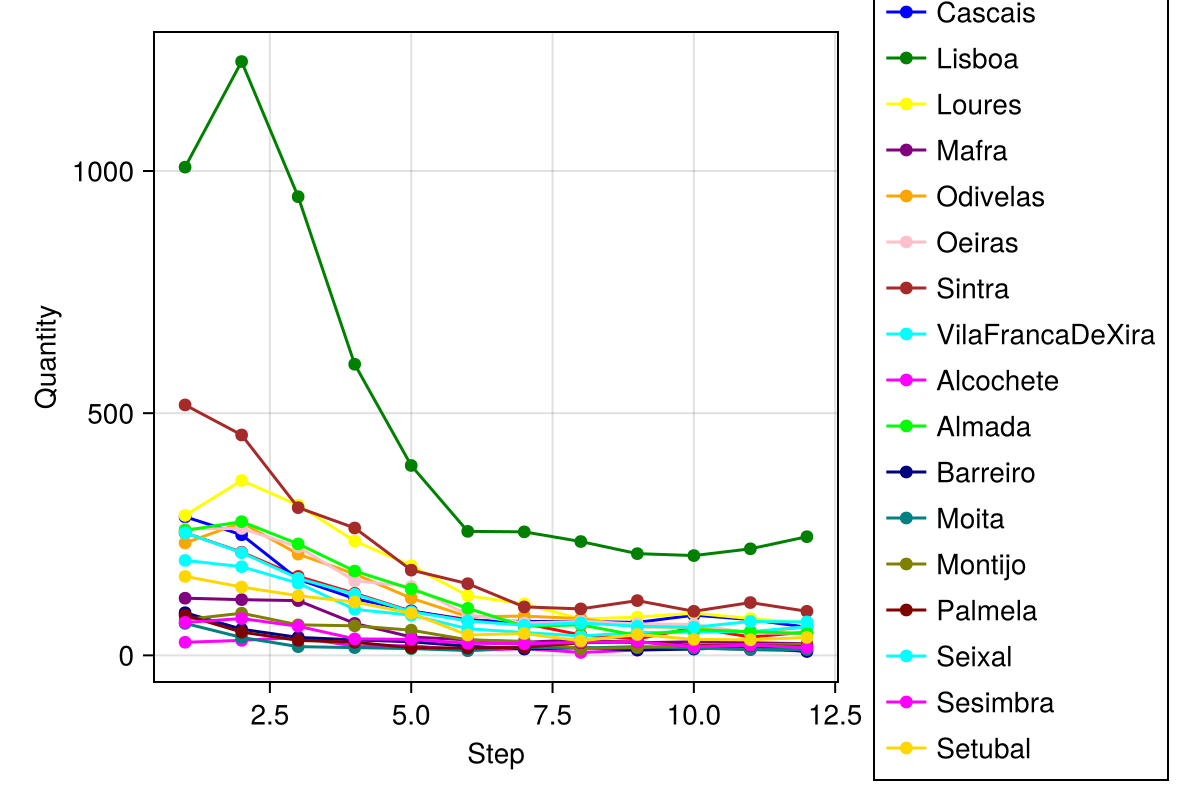 Cascais
Lisboa
Loures
Mafra
Odivelas
Oeiras
Sintra
VilaFrancaDeXira
Alcochete
Almada
Barreiro
Moita
Montijo
Palmela
Seixal
Sesimbra
Setubal
1000
500
0
Quantity
2.5 5.0 7.5 10.0 12.5
Step